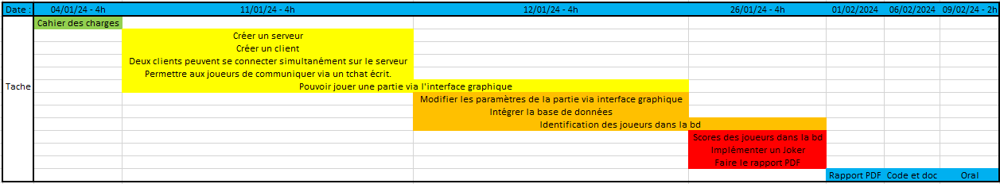 Date : 04/01/24 - 4h 11/01/24 - 4h 12/01/24 - 4h 26/01/24 - 4h 01/02/2024 06/02/2024 09/02/24 - 2h
Cahier des charges
Créer un serveur
Créer un client
Deux clients peuvent se connecter simultanément sur le serveur
Permettre aux joueurs de communiquer via un tchat écrit.
Tache Pouvoir jouer une partie via l'interface graphique
Modifier les paramètres de la partie via interface graphique
Intégrer la base de données
Identification des joueurs dans la bd
Scores des joueurs dans la bd
Implémenter un Joker
Faire le rapport PDF
Rapport PDF Code et doc Oral